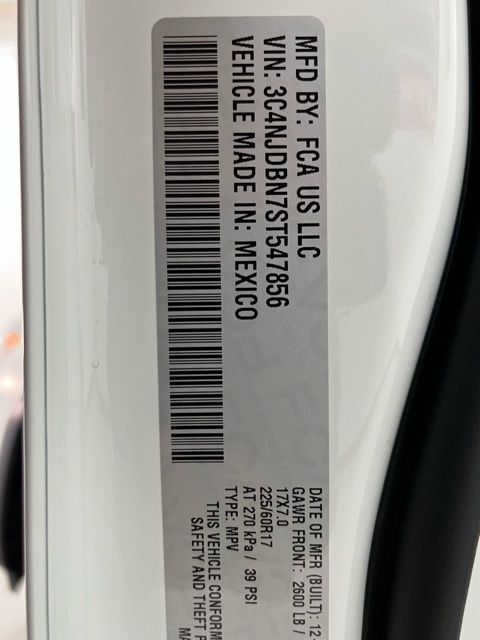 MFD BY: FCA US LLC
VIN: 3C4NJDBN7ST547856
VEHICLE MADE IN: MEXICO
DATE OF MFR (BUILT): 12-
GAWR FRONT: 2600 LB /
17X7.0
225/60R17
AT 270 kPa / 39 PSI
TYPE: MPV
THIS VEHICLE CONFORM
SAFETY AND THEFT P
MA